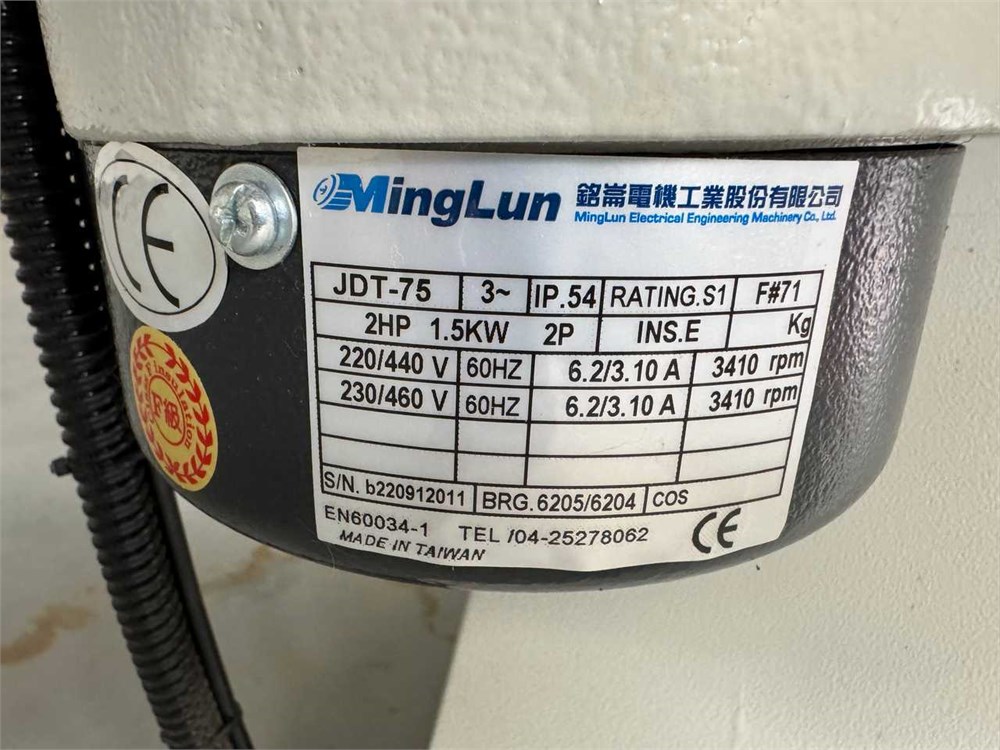 CE
F Insulation
F級
MingLun 銘崙電機工業股份有限公司
MingLun Electrical Engineering Machinery Co., Ltd.
JDT-75 3~ IP.54 RATING.S1 F#71
2HP 1.5KW 2P INS.E Kg
220/440 V 60HZ 6.2/3.10 A 3410 rpm
230/460 V 60HZ 6.2/3.10 A 3410 rpm
S/N. b220912011 BRG. 6205/6204 COS
EN60034-1 TEL /04-25278062 CE
MADE IN TAIWAN